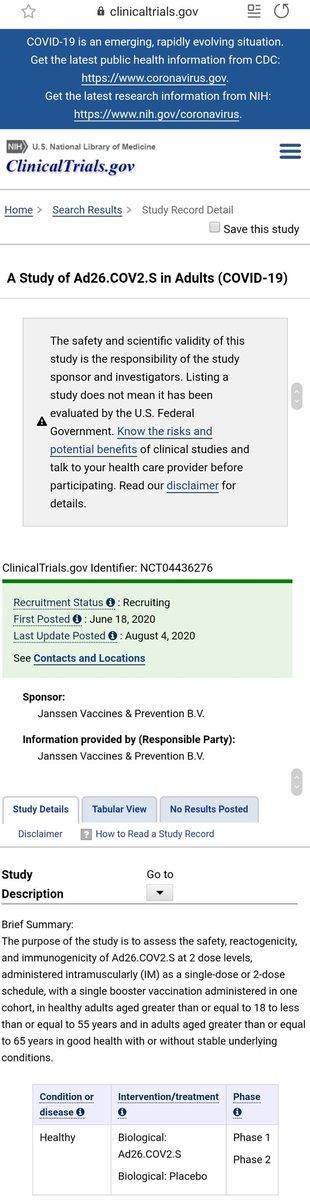 clinicaltrials.gov
COVID-19 is an emerging, rapidly evolving situation.
Get the latest public health information from CDC:
https://www.coronavirus.gov.
Get the latest research information from NIH:
https://www.nih.gov/coronavirus.
NIH U.S. National Library of Medicine
ClinicalTrials.gov
Home > Search Results > Study Record Detail
Save this study
A Study of Ad26.COV2.S in Adults (COVID-19)
The safety and scientific validity of this
study is the responsibility of the study
sponsor and investigators. Listing a
study does not mean it has been
evaluated by the U.S. Federal
Government. Know the risks and
potential benefits of clinical studies and
talk to your health care provider before
participating. Read our disclaimer for
details.
ClinicalTrials.gov Identifier: NCT04436276
Recruitment Status : Recruiting
First Posted : June 18, 2020
Last Update Posted : August 4, 2020
See Contacts and Locations
Sponsor:
Janssen Vaccines & Prevention B.V.
Information provided by (Responsible Party):
Janssen Vaccines & Prevention B.V.
Study Details Tabular View No Results Posted
Disclaimer ? How to Read a Study Record
Study Description Go to
Brief Summary:
The purpose of the study is to assess the safety, reactogenicity,
and immunogenicity of Ad26.COV2.S at 2 dose levels,
administered intramuscularly (IM) as a single-dose or 2-dose
schedule, with a single booster vaccination administered in one
cohort, in healthy adults aged greater than or equal to 18 to less
than or equal to 55 years and in adults aged greater than or equal
to 65 years in good health with or without stable underlying
conditions.
Condition or disease Intervention/treatment Phase
Healthy Biological: Ad26.COV2.S Phase 1
Biological: Placebo Phase 2